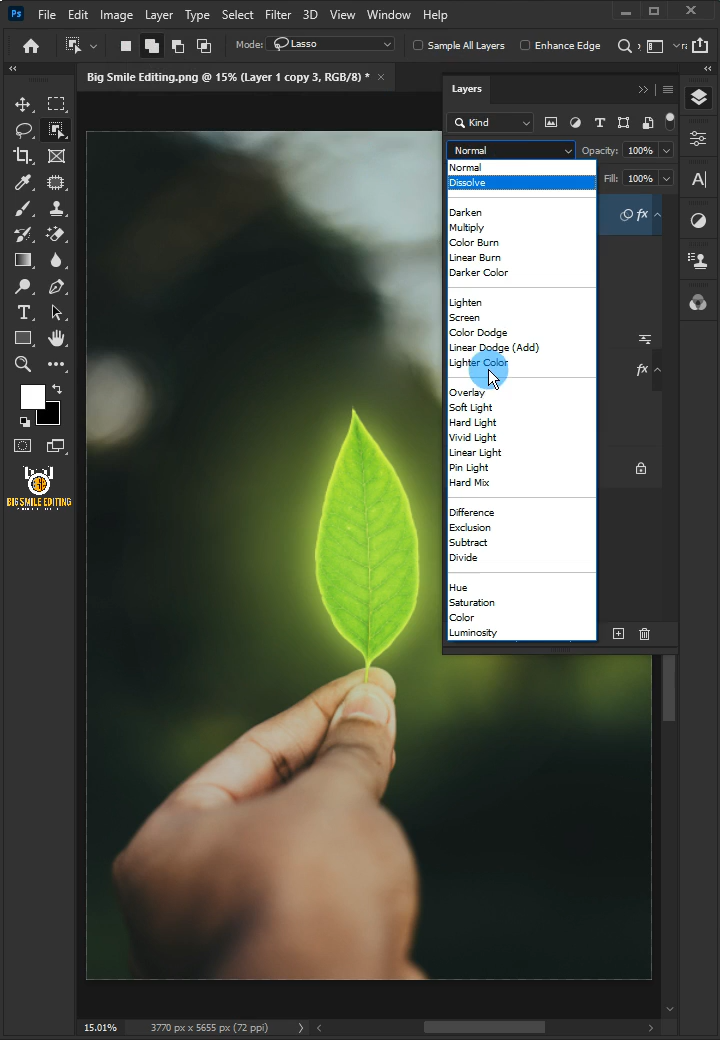 Ps File Edit Image Layer Type Select Filter 3D View Window Help
Mode: Lasso Sample All Layers Enhance Edge
Big Smile Editing.png @ 15% (Layer 1 copy 3, RGB/8) *
Layers
Kind
Normal Opacity: 100%
Fill: 100%
Normal
Dissolve
Darken
Multiply
Color Burn
Linear Burn
Darker Color
Lighten
Screen
Color Dodge
Linear Dodge (Add)
Lighter Color
Overlay
Soft Light
Hard Light
Vivid Light
Linear Light
Pin Light
Hard Mix
Difference
Exclusion
Subtract
Divide
Hue
Saturation
Color
Luminosity
fx
fx
BIG SMILE EDITING
15.01% 3770 px x 5655 px (72 ppi)